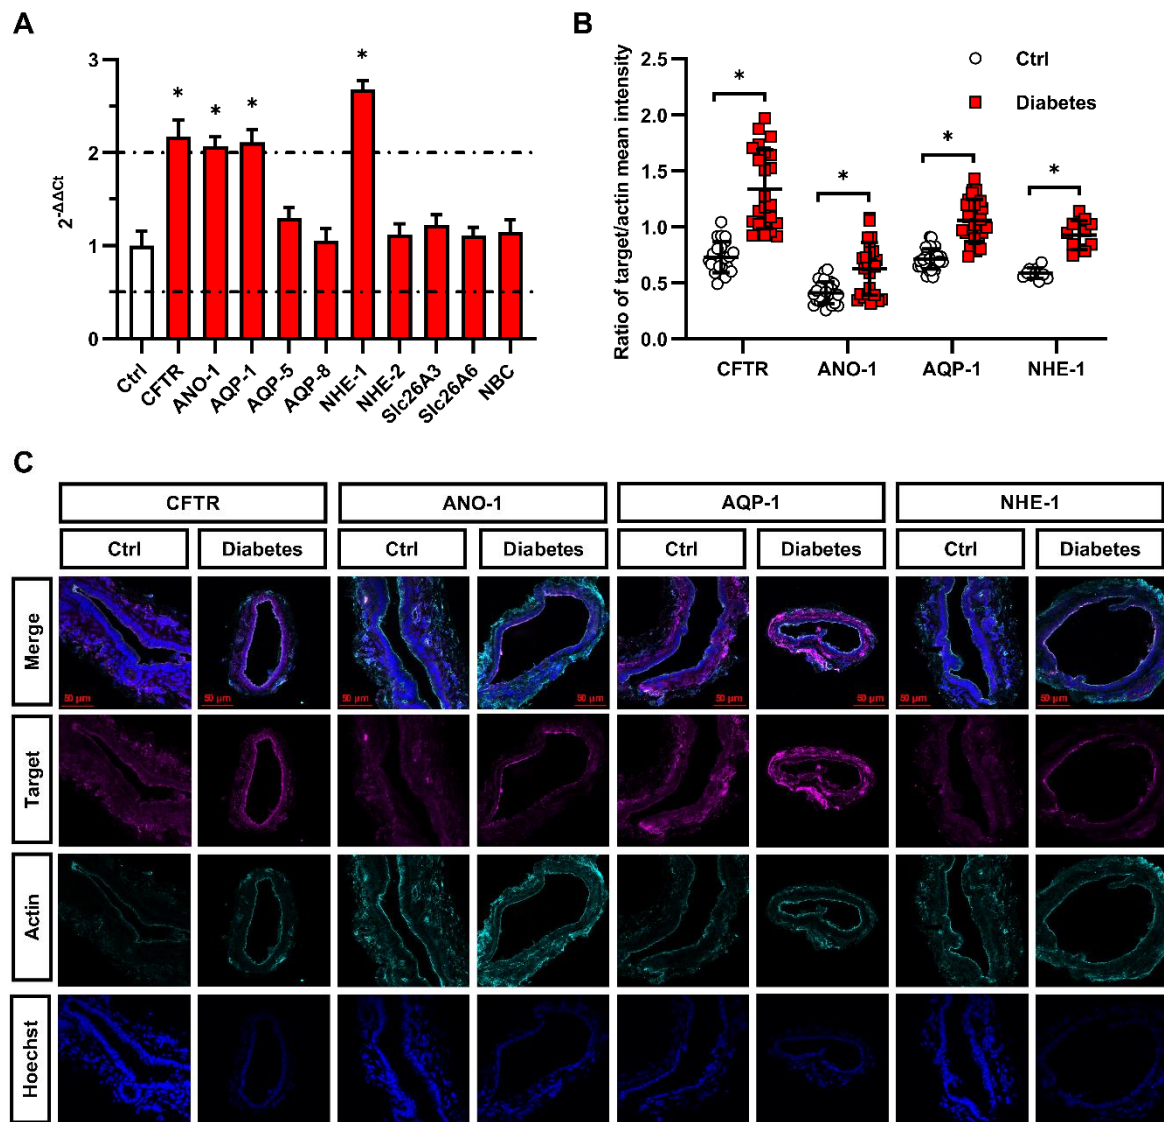 A
2^-ΔΔCt
3
2
1
0
* * * *
Ctrl CFTR ANO-1 AQP-1 AQP-5 AQP-8 NHE-1 NHE-2 Slc26A3 Slc26A6 NBC
B
Ratio of target/actin mean intensity
2.5
2.0
1.5
1.0
0.5
0.0
Ctrl
Diabetes
* * * *
CFTR ANO-1 AQP-1 NHE-1
C
CFTR ANO-1 AQP-1 NHE-1
Ctrl Diabetes Ctrl Diabetes Ctrl Diabetes Ctrl Diabetes
Merge
50 µm 50 µm 50 µm 50 µm 50 µm 50 µm 50 µm 50 µm
Target
Actin
Hoechst